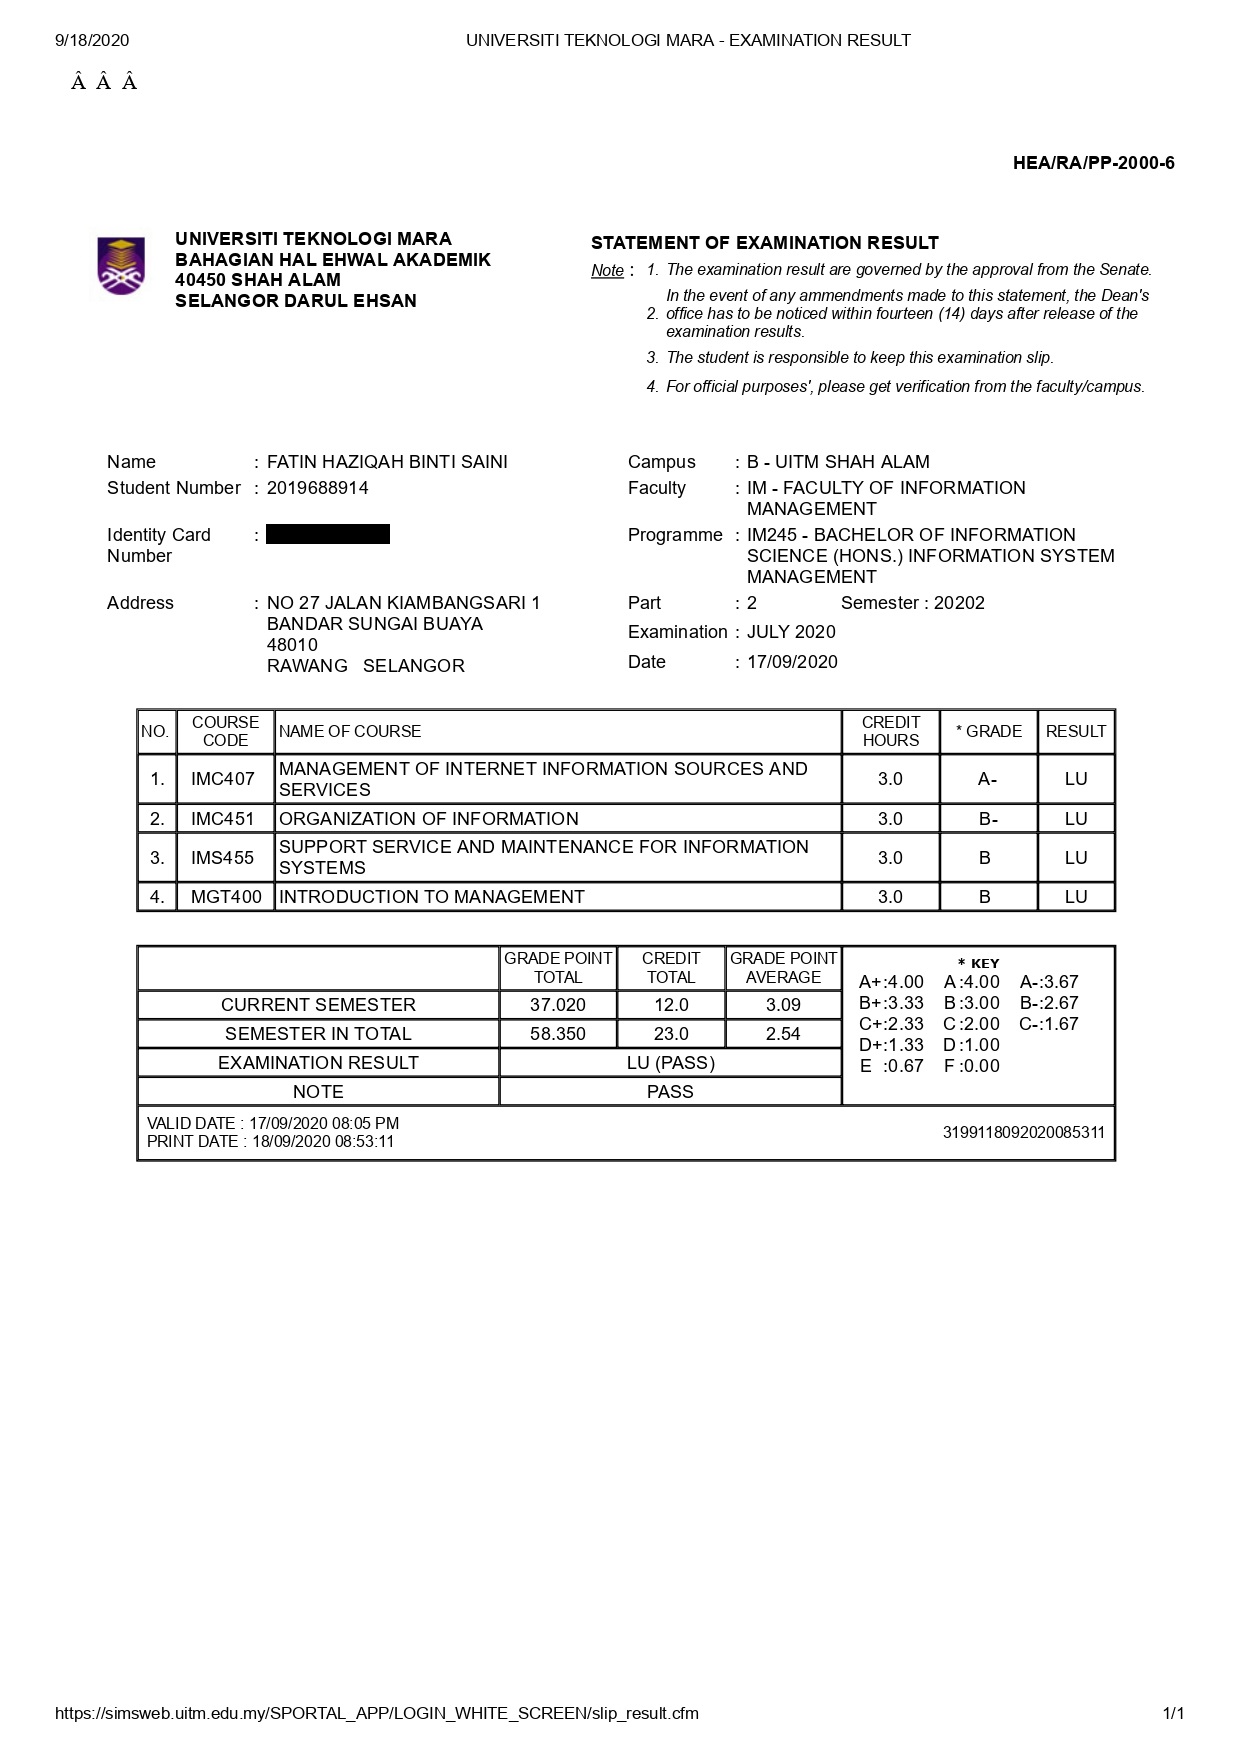 9/18/2020 UNIVERSITI TEKNOLOGI MARA - EXAMINATION RESULT
Â Â Â
HEA/RA/PP-2000-6
UNIVERSITI TEKNOLOGI MARA
BAHAGIAN HAL EHWAL AKADEMIK
40450 SHAH ALAM
SELANGOR DARUL EHSAN
STATEMENT OF EXAMINATION RESULT
Note : 1. The examination result are governed by the approval from the Senate.
In the event of any ammendments made to this statement, the Dean's
2. office has to be noticed within fourteen (14) days after release of the
examination results.
3. The student is responsible to keep this examination slip.
4. For official purposes', please get verification from the faculty/campus.
Name : FATIN HAZIQAH BINTI SAINI
Student Number : 2019688914
Identity Card :
Number
Address : NO 27 JALAN KIAMBANGSARI 1
BANDAR SUNGAI BUAYA
48010
RAWANG SELANGOR
Campus : B - UITM SHAH ALAM
Faculty : IM - FACULTY OF INFORMATION
MANAGEMENT
Programme : IM245 - BACHELOR OF INFORMATION
SCIENCE (HONS.) INFORMATION SYSTEM
MANAGEMENT
Part : 2 Semester : 20202
Examination : JULY 2020
Date : 17/09/2020
NO. COURSE CODE NAME OF COURSE CREDIT HOURS * GRADE RESULT
1. IMC407 MANAGEMENT OF INTERNET INFORMATION SOURCES AND
SERVICES 3.0 A- LU
2. IMC451 ORGANIZATION OF INFORMATION 3.0 B- LU
3. IMS455 SUPPORT SERVICE AND MAINTENANCE FOR INFORMATION
SYSTEMS 3.0 B LU
4. MGT400 INTRODUCTION TO MANAGEMENT 3.0 B LU
GRADE POINT TOTAL CREDIT TOTAL GRADE POINT AVERAGE
CURRENT SEMESTER 37.020 12.0 3.09
SEMESTER IN TOTAL 58.350 23.0 2.54
EXAMINATION RESULT LU (PASS)
NOTE PASS
* KEY
A+:4.00 A :4.00 A-:3.67
B+:3.33 B :3.00 B-:2.67
C+:2.33 C :2.00 C-:1.67
D+:1.33 D :1.00
E :0.67 F :0.00
VALID DATE : 17/09/2020 08:05 PM
PRINT DATE : 18/09/2020 08:53:11
3199118092020085311
https://simsweb.uitm.edu.my/SPORTAL_APP/LOGIN_WHITE_SCREEN/slip_result.cfm 1/1